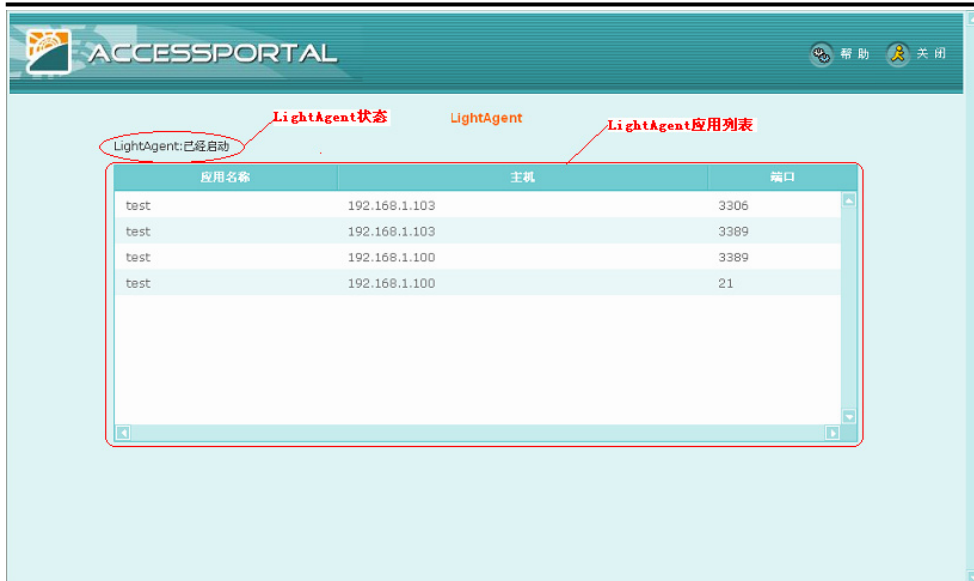 ACCESSPORTAL
帮助 关闭
LightAgent状态 LightAgent LightAgent应用列表
LightAgent:已经启动
应用名称 主机 端口
test 192.168.1.103 3306
test 192.168.1.103 3389
test 192.168.1.100 3389
test 192.168.1.100 21